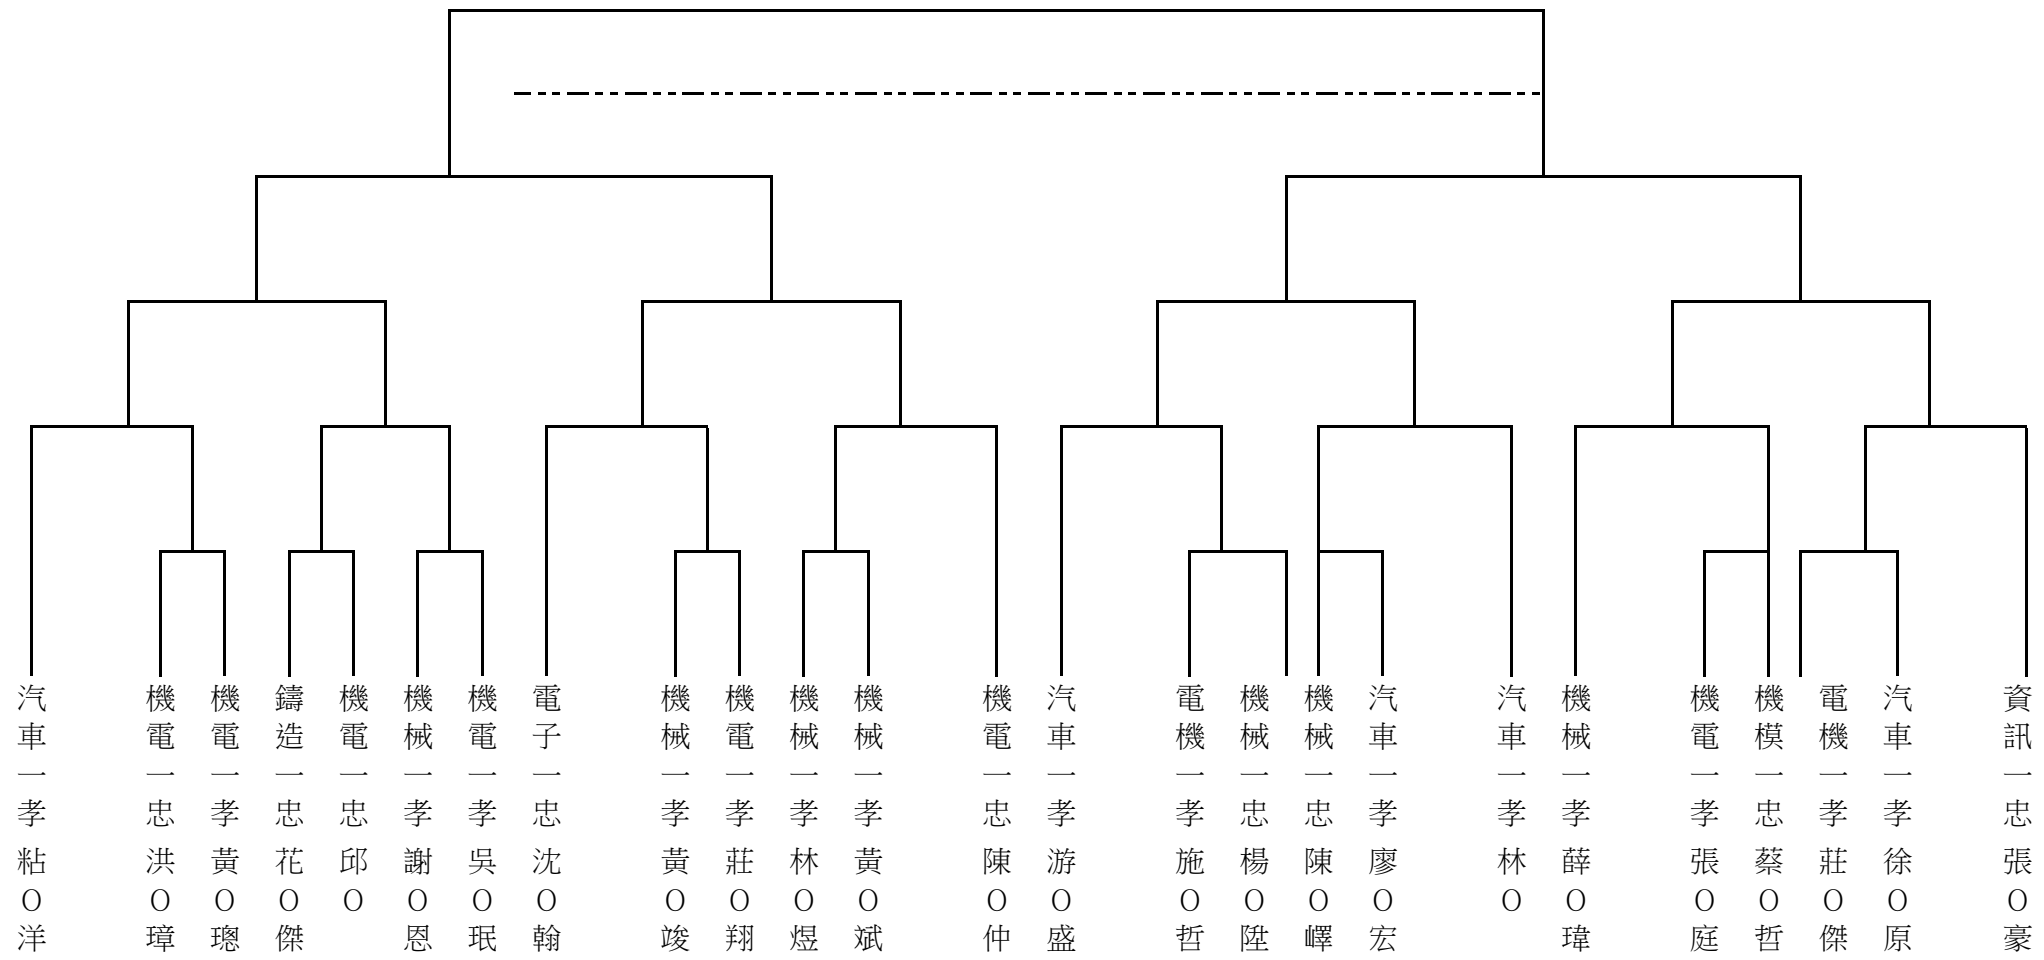 汽車一孝粘O洋
機電一忠洪O璋
機電一孝黃O璁
鑄造一忠花O傑
機電一忠邱O
機械一孝謝O恩
機電一孝吳O珉
電子一忠沈O翰
機械一孝黃O竣
機電一孝莊O翔
機械一孝林O煜
機械一孝黃O斌
機電一忠陳O仲
汽車一孝游O盛
電機一孝施O哲
機械一忠楊O陞
機械一忠陳O嶧
汽車一孝廖O宏
汽車一孝林O
機械一孝薛O瑋
機電一孝張O庭
機模一忠蔡O哲
電機一孝莊O傑
汽車一孝徐O原
資訊一忠張O豪